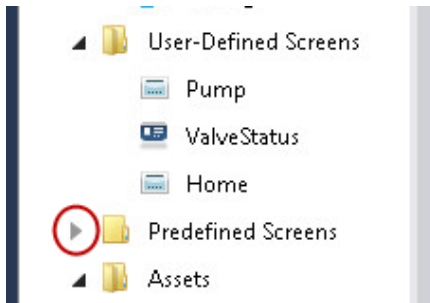 User-Defined Screens
Pump
ValveStatus
Home
Predefined Screens
Assets